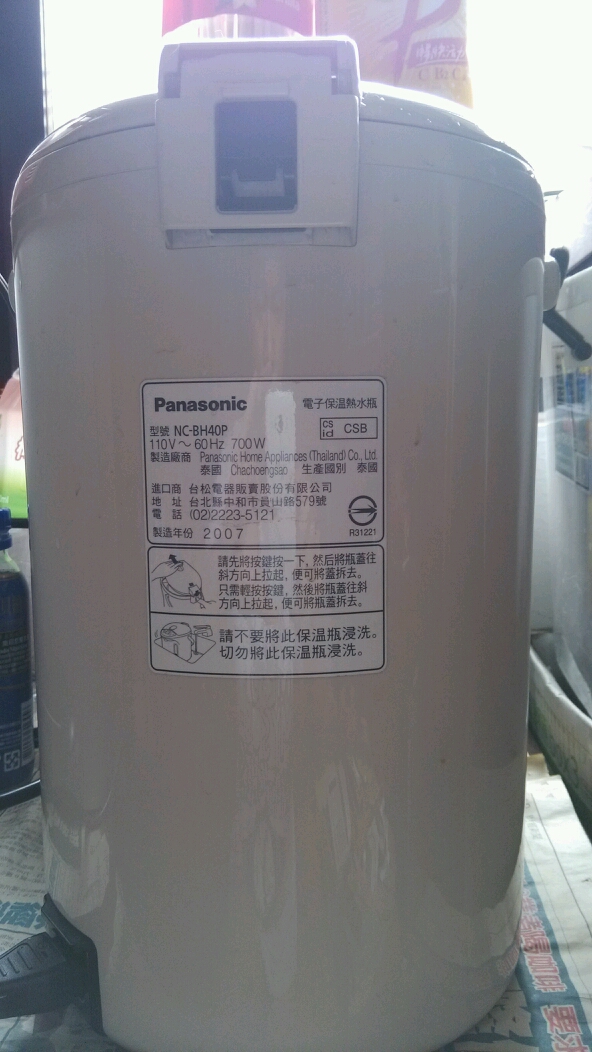 Panasonic 電子保溫熱水瓶
型號 NC-BH40P
CS id CSB
110V～60Hz 700W
製造廠商 Panasonic Home Appliances (Thailand) Co., Ltd.
泰國 Chachoengsao 生產國別 泰國
進口商 台松電器販賣股份有限公司
地址 台北縣中和市員山路579號
電話 (02)2223-5121
製造年份 2007
R31221
請先將按鍵按一下, 然后將瓶蓋往
斜方向上拉起, 便可將蓋拆去。
只需輕按按鍵, 然後將瓶蓋往斜
方向上拉起, 便可將瓶蓋拆去。
請不要將此保溫瓶浸洗。
切勿將此保溫瓶浸洗。